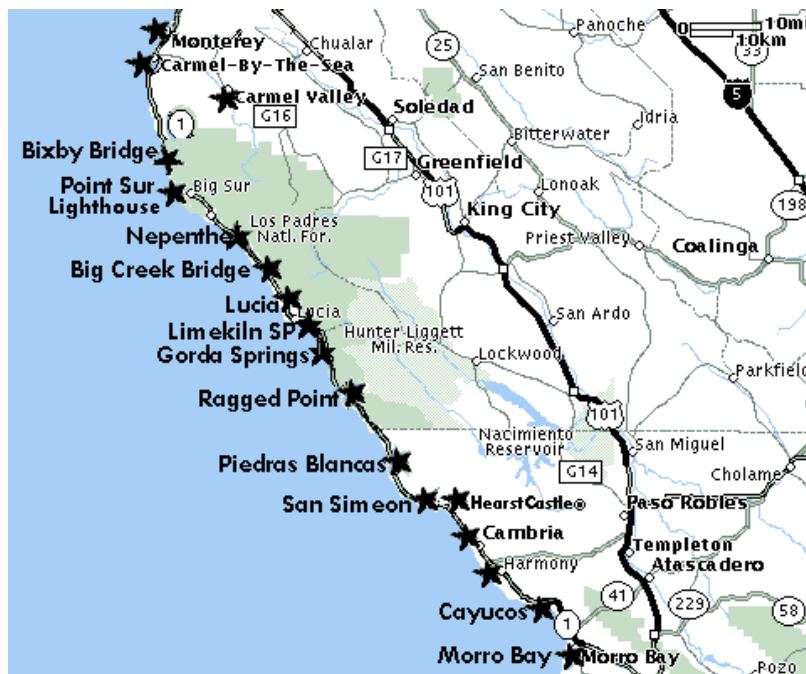 Monterey
Chualar
Panoche
0 10mi
10km
Carmel-By-The-Sea
25
33
San Benito
5
Carmel Valley
Soledad
1
G16
Idria
Bitterwater
Bixby Bridge
G17
Greenfield
Point Sur
Lighthouse
Big Sur
101
Lonoak
198
King City
Los Padres
Natl. For.
Nepenthe
Priest Valley
Coalinga
Big Creek Bridge
Lucia
Lucia
San Ardo
Limekiln SP
Hunter Liggett
Mil. Res.
Gorda Springs
Lockwood
Parkfield
Ragged Point
101
Nacimiento
Reservoir
San Miguel
Piedras Blancas
G14
Cholame
San Simeon
HearstCastle®
Paso Robles
Cambria
Templeton
Harmony
Atascadero
41
229
58
Cayucos
1
Morro Bay
Morro Bay
Pozo